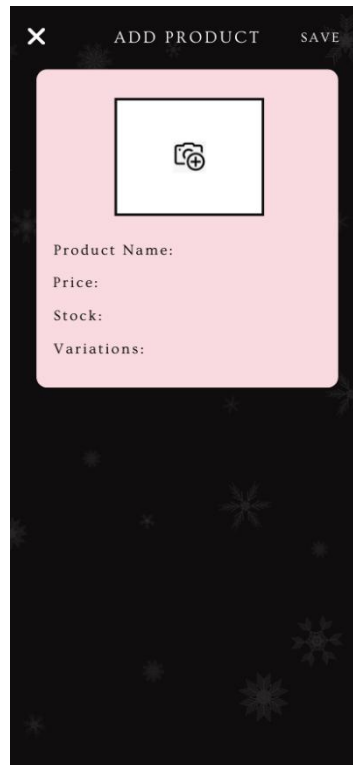 ADD PRODUCT SAVE
Product Name:
Price:
Stock:
Variations: